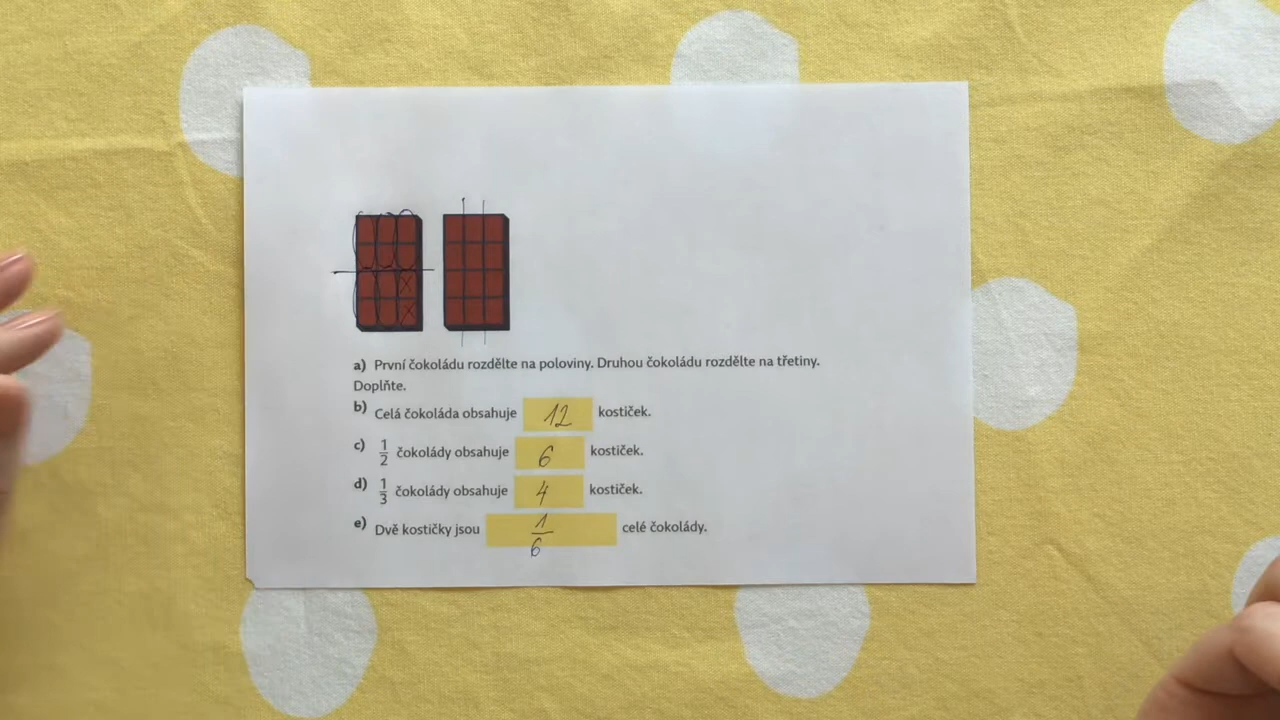 a) První čokoládu rozdělte na poloviny. Druhou čokoládu rozdělte na třetiny.
Doplňte.
b) Celá čokoláda obsahuje 12 kostiček.
c) 1/2 čokolády obsahuje 6 kostiček.
d) 1/3 čokolády obsahuje 4 kostiček.
e) Dvě kostičky jsou 1/6 celé čokolády.